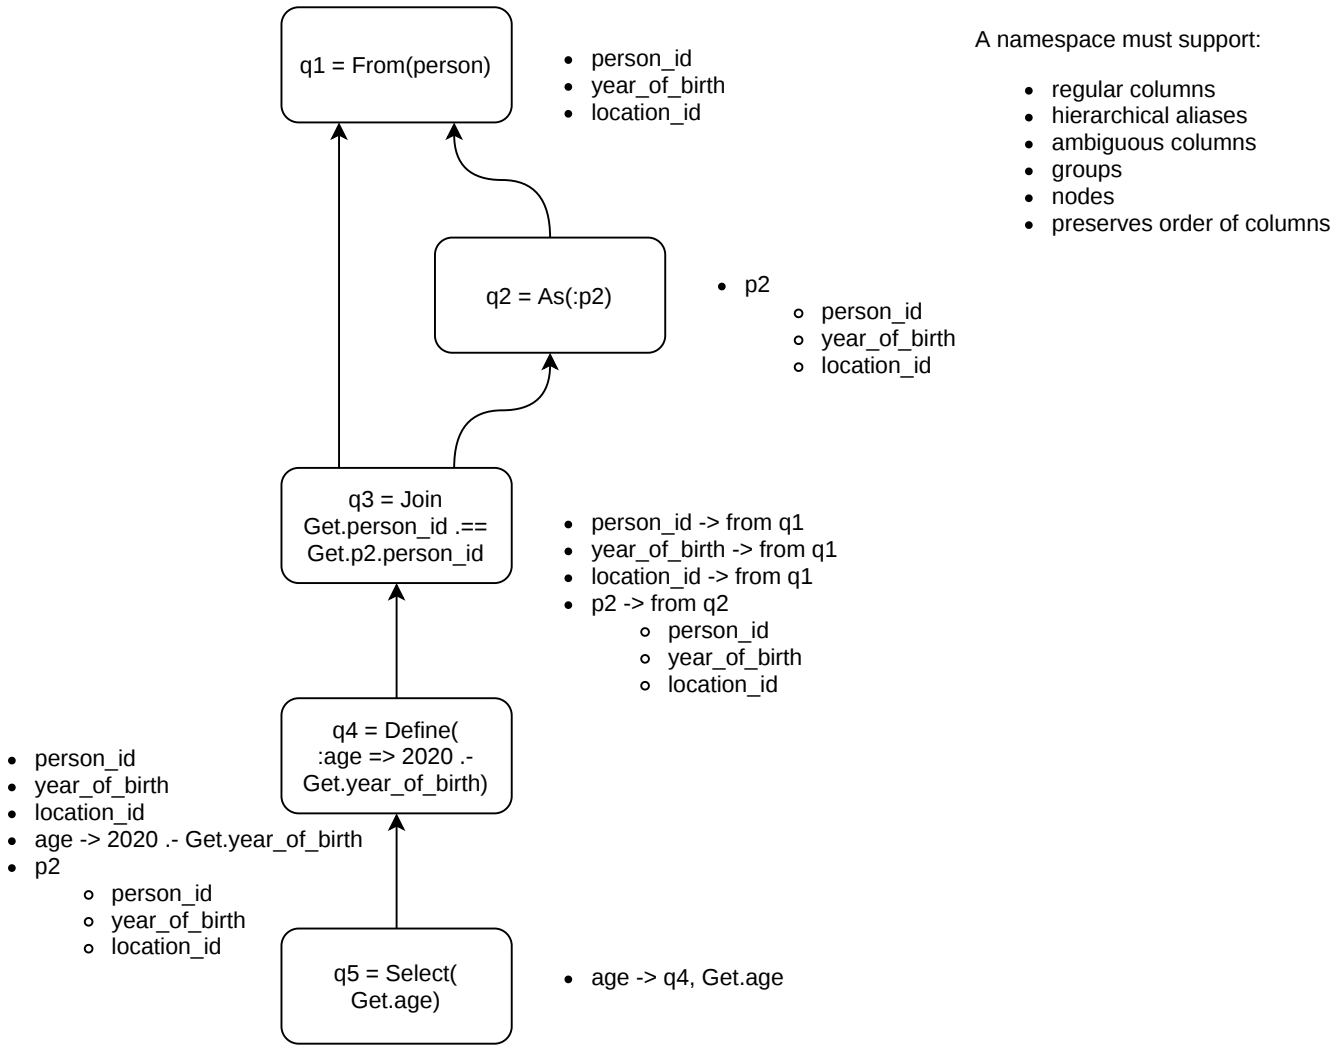 q1 = From(person)
• person_id
• year_of_birth
• location_id
A namespace must support:
• regular columns
• hierarchical aliases
• ambiguous columns
• groups
• nodes
• preserves order of columns
q2 = As(:p2)
• p2
○ person_id
○ year_of_birth
○ location_id
q3 = Join
Get.person_id .==
Get.p2.person_id
• person_id -> from q1
• year_of_birth -> from q1
• location_id -> from q1
• p2 -> from q2
○ person_id
○ year_of_birth
○ location_id
q4 = Define(
:age => 2020 .-
Get.year_of_birth)
• person_id
• year_of_birth
• location_id
• age -> 2020 .- Get.year_of_birth
• p2
○ person_id
○ year_of_birth
○ location_id
q5 = Select(
Get.age)
• age -> q4, Get.age